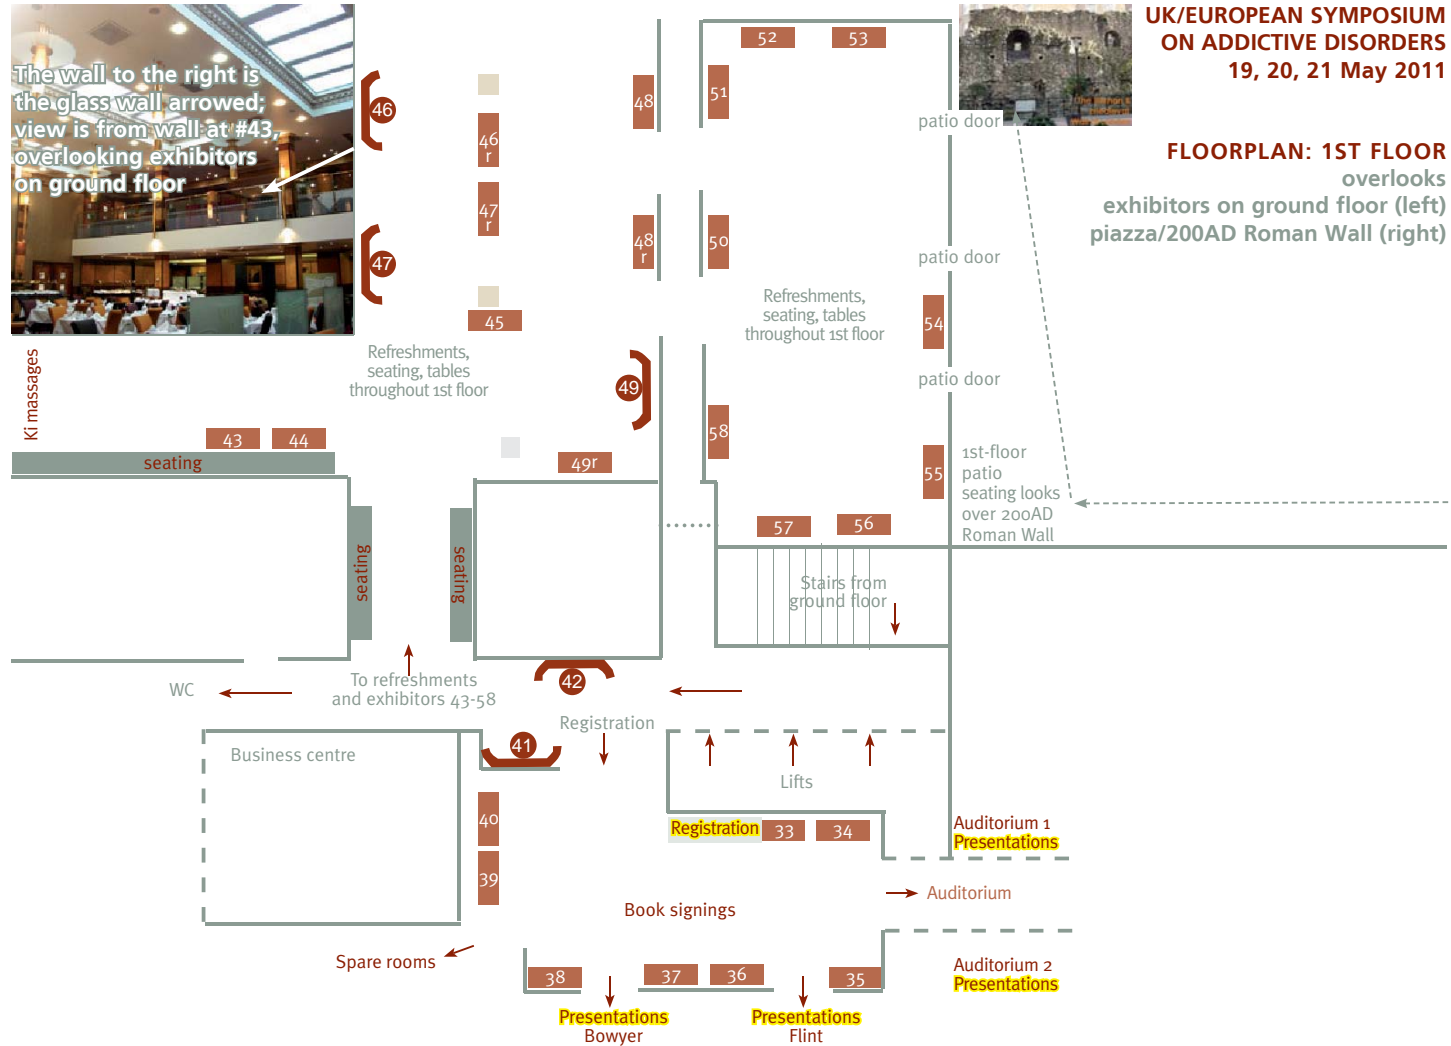 The wall to the right is
the glass wall arrowed;
view is from wall at #43,
overlooking exhibitors
on ground floor
UK/EUROPEAN SYMPOSIUM
ON ADDICTIVE DISORDERS
19, 20, 21 May 2011
FLOORPLAN: 1ST FLOOR
overlooks
exhibitors on ground floor (left)
piazza/200AD Roman Wall (right)
52
53
46
46
r
48
51
patio door
47
47
r
48
r
50
patio door
45
Refreshments,
seating, tables
throughout 1st floor
54
Refreshments,
seating, tables
throughout 1st floor
patio door
Ki massages
49
43
44
58
seating
49r
55
1st-floor
patio
seating looks
over 200AD
Roman Wall
57
56
seating
seating
Stairs from
ground floor
WC
To refreshments
and exhibitors 43-58
42
Registration
Business centre
41
Lifts
40
Registration
33
34
Auditorium 1
Presentations
39
Auditorium
Book signings
Spare rooms
38
37
36
35
Auditorium 2
Presentations
Presentations
Bowyer
Presentations
Flint